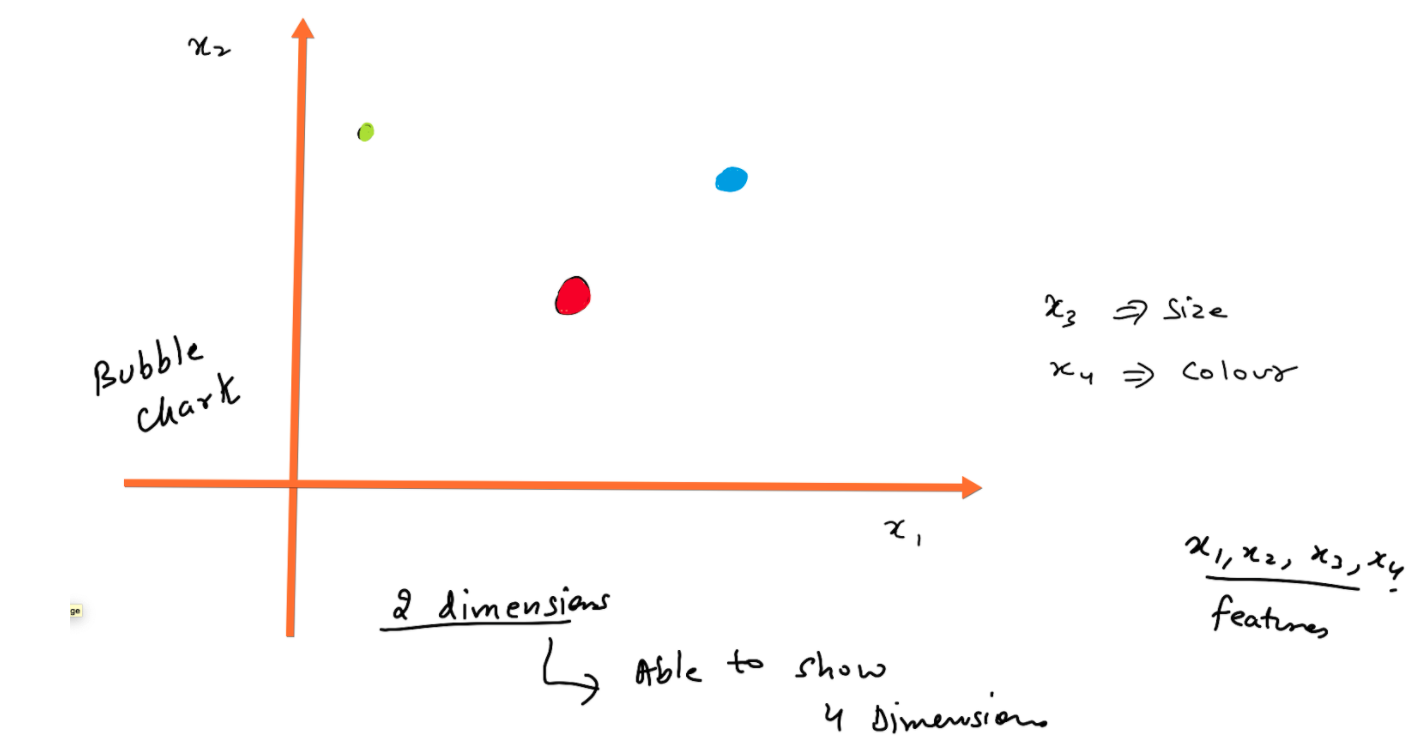 x₂
x₃ ⇒ Size
x₄ ⇒ Colour
Bubble
Chart
x₁
x₁, x₂, x₃, x₄
features
2 dimensions
Able to show
4 Dimensions
ge